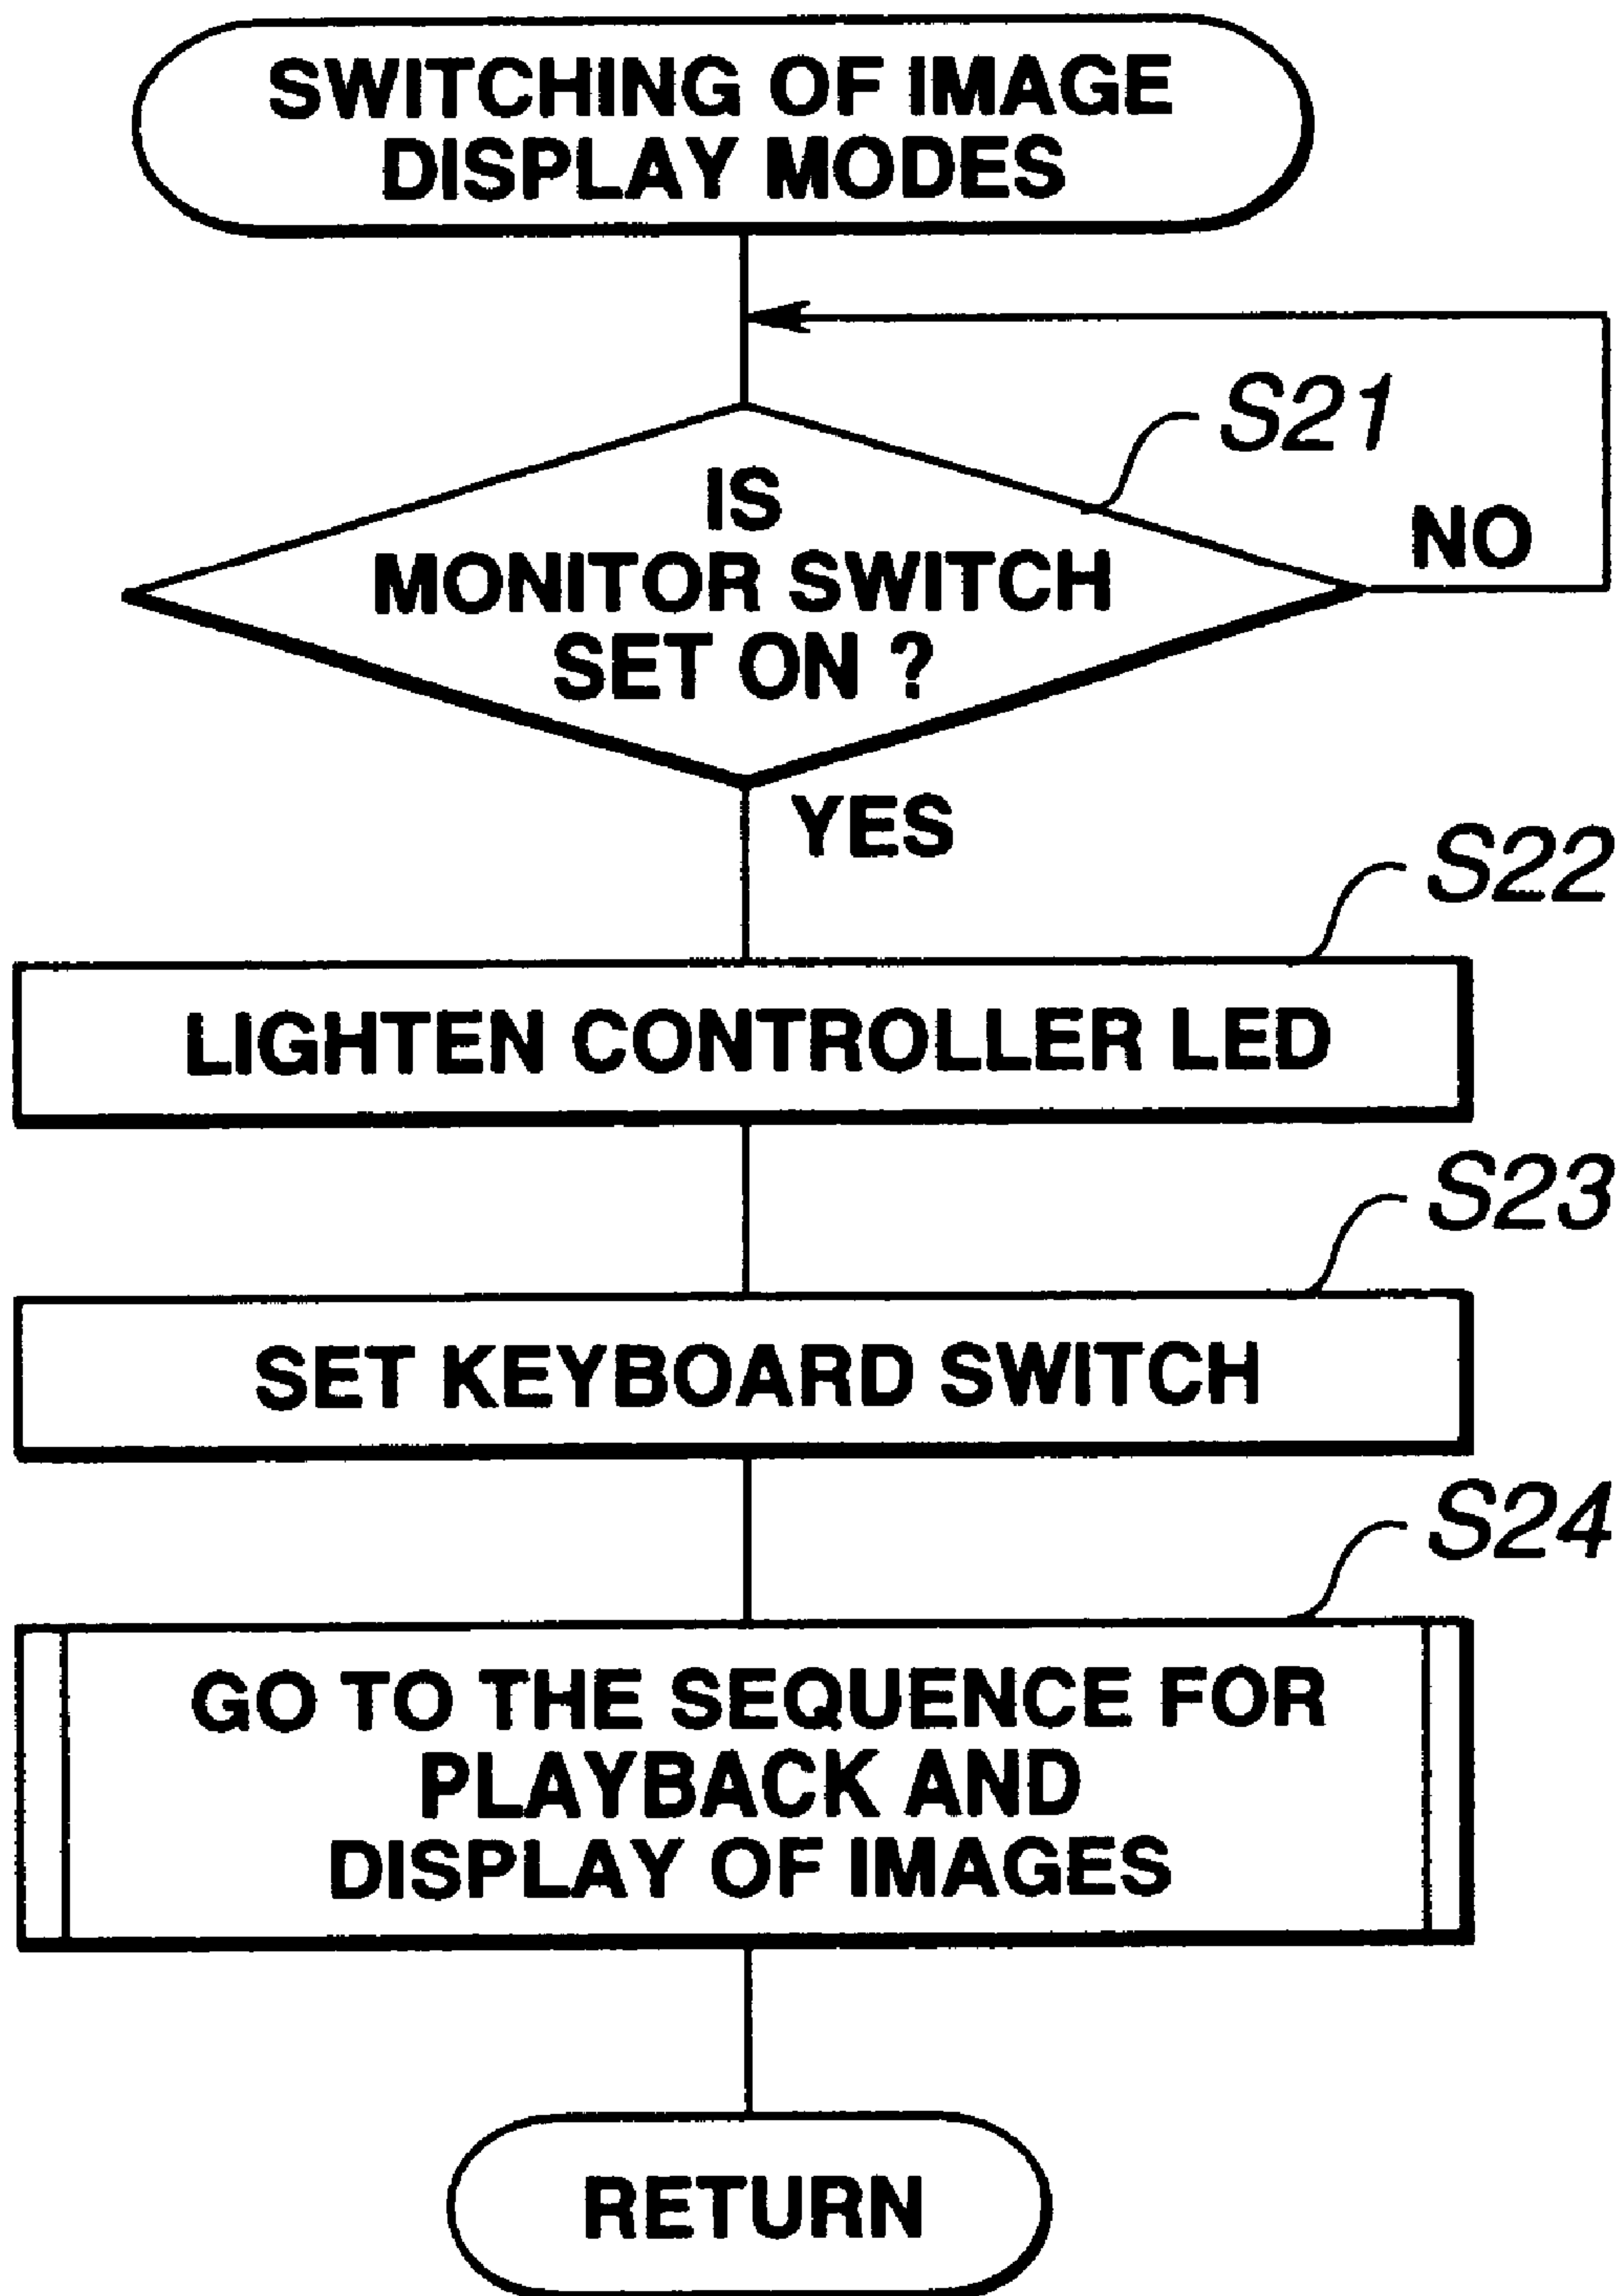 SWITCHING OF IMAGE
DISPLAY MODES
S21
IS
MONITOR SWITCH
SET ON ?
NO
YES
S22
LIGHTEN CONTROLLER LED
S23
SET KEYBOARD SWITCH
S24
GO TO THE SEQUENCE FOR
PLAYBACK AND
DISPLAY OF IMAGES
RETURN